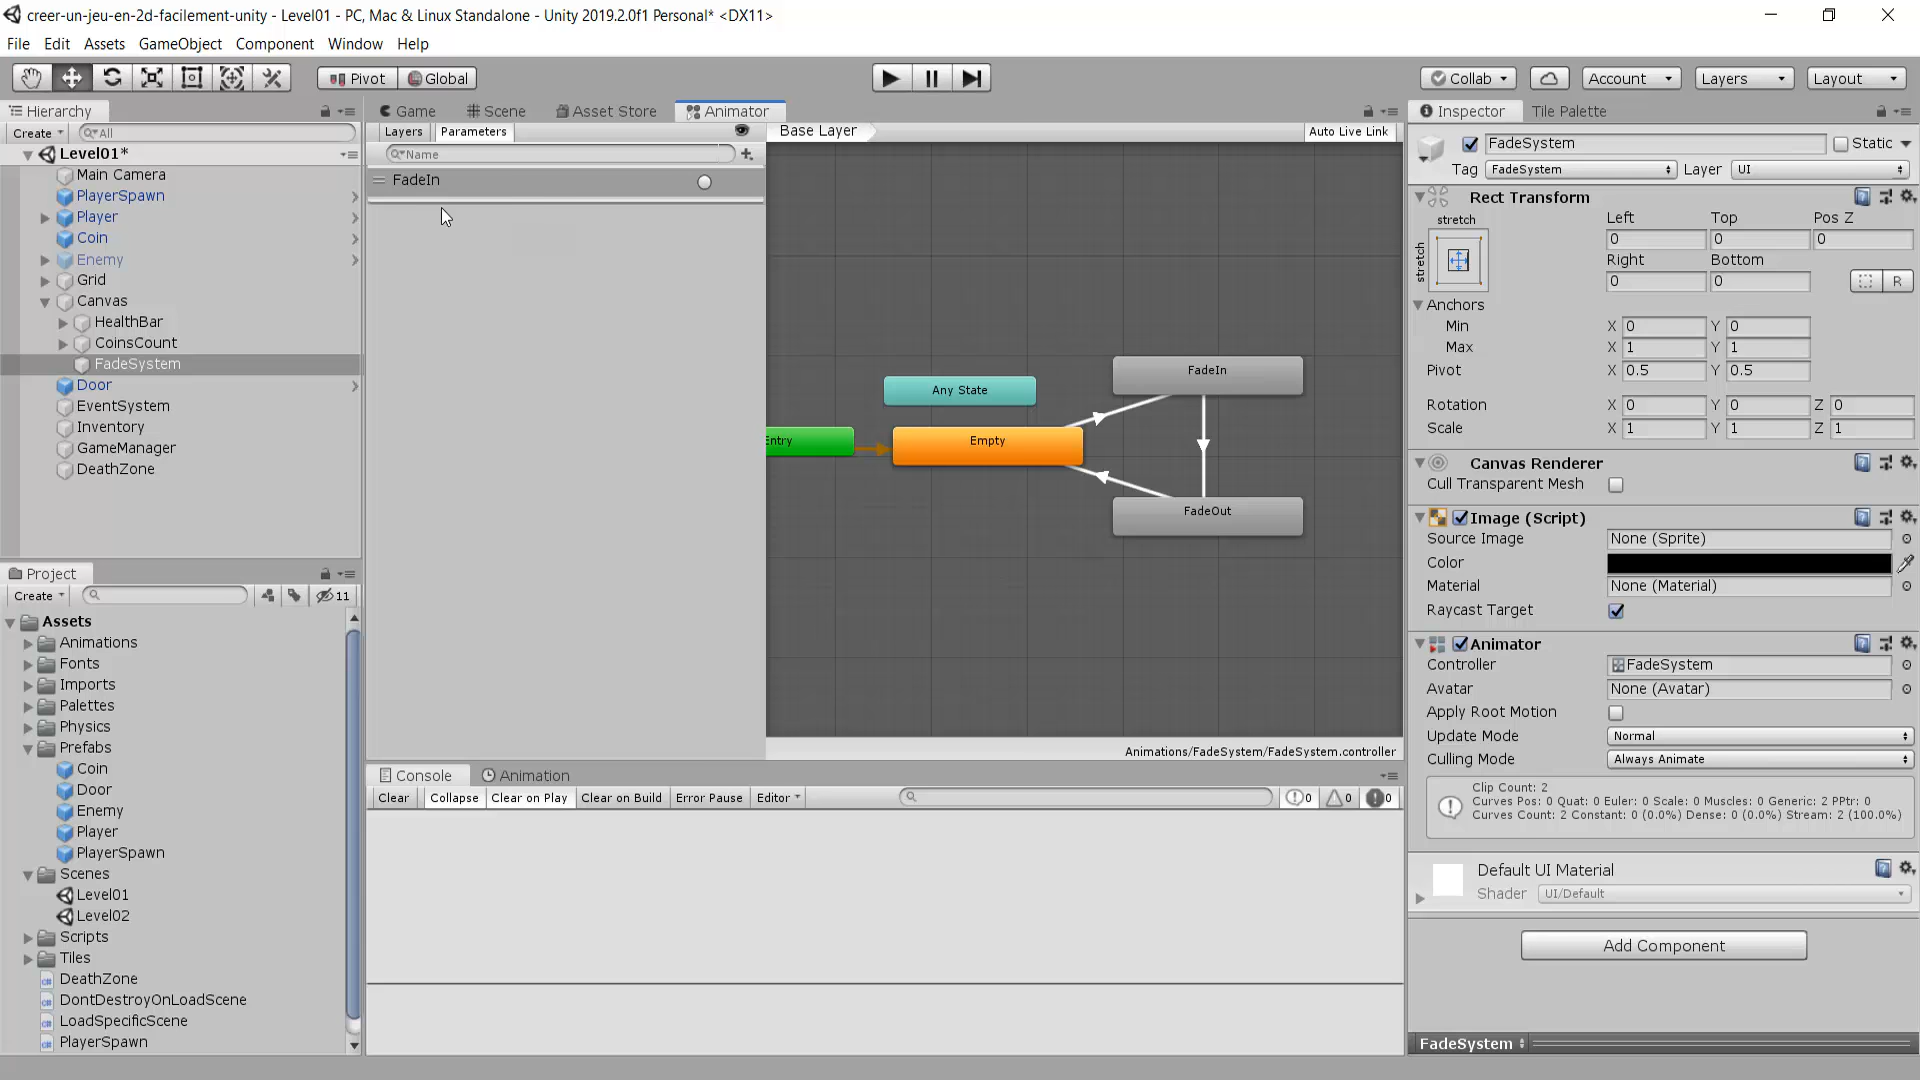 creer-un-jeu-en-2d-facilement-unity - Level01 - PC, Mac & Linux Standalone - Unity 2019.2.0f1 Personal* <DX11>
File Edit Assets GameObject Component Window Help
Pivot Global Collab Account Layers Layout
Hierarchy Game Scene Asset Store Animator Inspector Tile Palette
Create All Layers Parameters Base Layer Auto Live Link
Level01*
Main Camera
PlayerSpawn
Player
Coin
Enemy
Grid
Canvas
HealthBar
CoinsCount
FadeSystem
Door
EventSystem
Inventory
GameManager
DeathZone
Name
FadeIn
Any State
Entry
Empty
FadeIn
FadeOut
Animations/FadeSystem/FadeSystem.controller
Project
Create 11
Assets
Animations
Fonts
Imports
Palettes
Physics
Prefabs
Coin
Door
Enemy
Player
PlayerSpawn
Scenes
Level01
Level02
Scripts
Tiles
DeathZone
DontDestroyOnLoadScene
LoadSpecificScene
PlayerSpawn
Console Animation
Clear Collapse Clear on Play Clear on Build Error Pause Editor 0 0 0
FadeSystem Static
Tag FadeSystem Layer UI
Rect Transform
stretch Left Top Pos Z
stretch 0 0 0
Right Bottom
0 0 R
Anchors
Min X 0 Y 0
Max X 1 Y 1
Pivot X 0.5 Y 0.5
Rotation X 0 Y 0 Z 0
Scale X 1 Y 1 Z 1
Canvas Renderer
Cull Transparent Mesh
Image (Script)
Source Image None (Sprite)
Color
Material None (Material)
Raycast Target
Animator
Controller FadeSystem
Avatar None (Avatar)
Apply Root Motion
Update Mode Normal
Culling Mode Always Animate
Clip Count: 2
Curves Pos: 0 Quat: 0 Euler: 0 Scale: 0 Muscles: 0 Generic: 2 PPtr: 0
Curves Count: 2 Constant: 0 (0.0%) Dense: 0 (0.0%) Stream: 2 (100.0%)
Default UI Material
Shader UI/Default
Add Component
FadeSystem